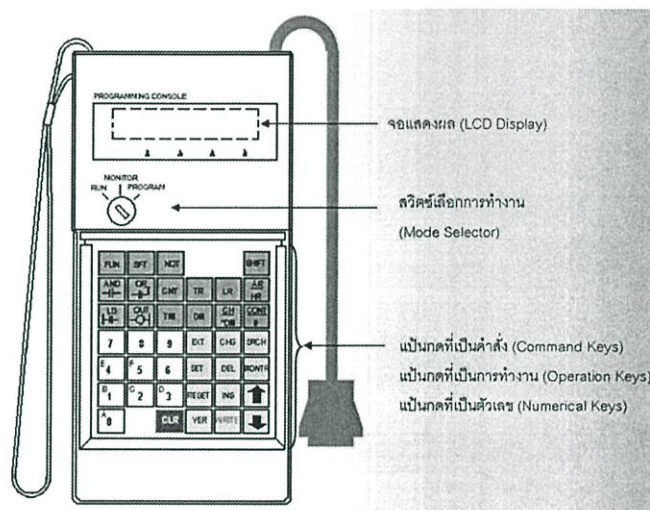 PROGRAMMING CONSOLE
จอแสดงผล (LCD Display)
MONITOR
RUN
PROGRAM
สวิตซ์เลือกการทำงาน
(Mode Selector)
FUN SFT NOT SHIFT
AND OR CNT TR LR AR HR
LD OUT TIM DM CH CONT #
7 8 9 EXT CHG SRCH
E 4 F 5 6 SET DEL MONTR
B 1 C 2 D 3 RESET INS
A 0 CLR VER WRITE
แป้นกดที่เป็นคำสั่ง (Command Keys)
แป้นกดที่เป็นการทำงาน (Operation Keys)
แป้นกดที่เป็นตัวเลข (Numerical Keys)